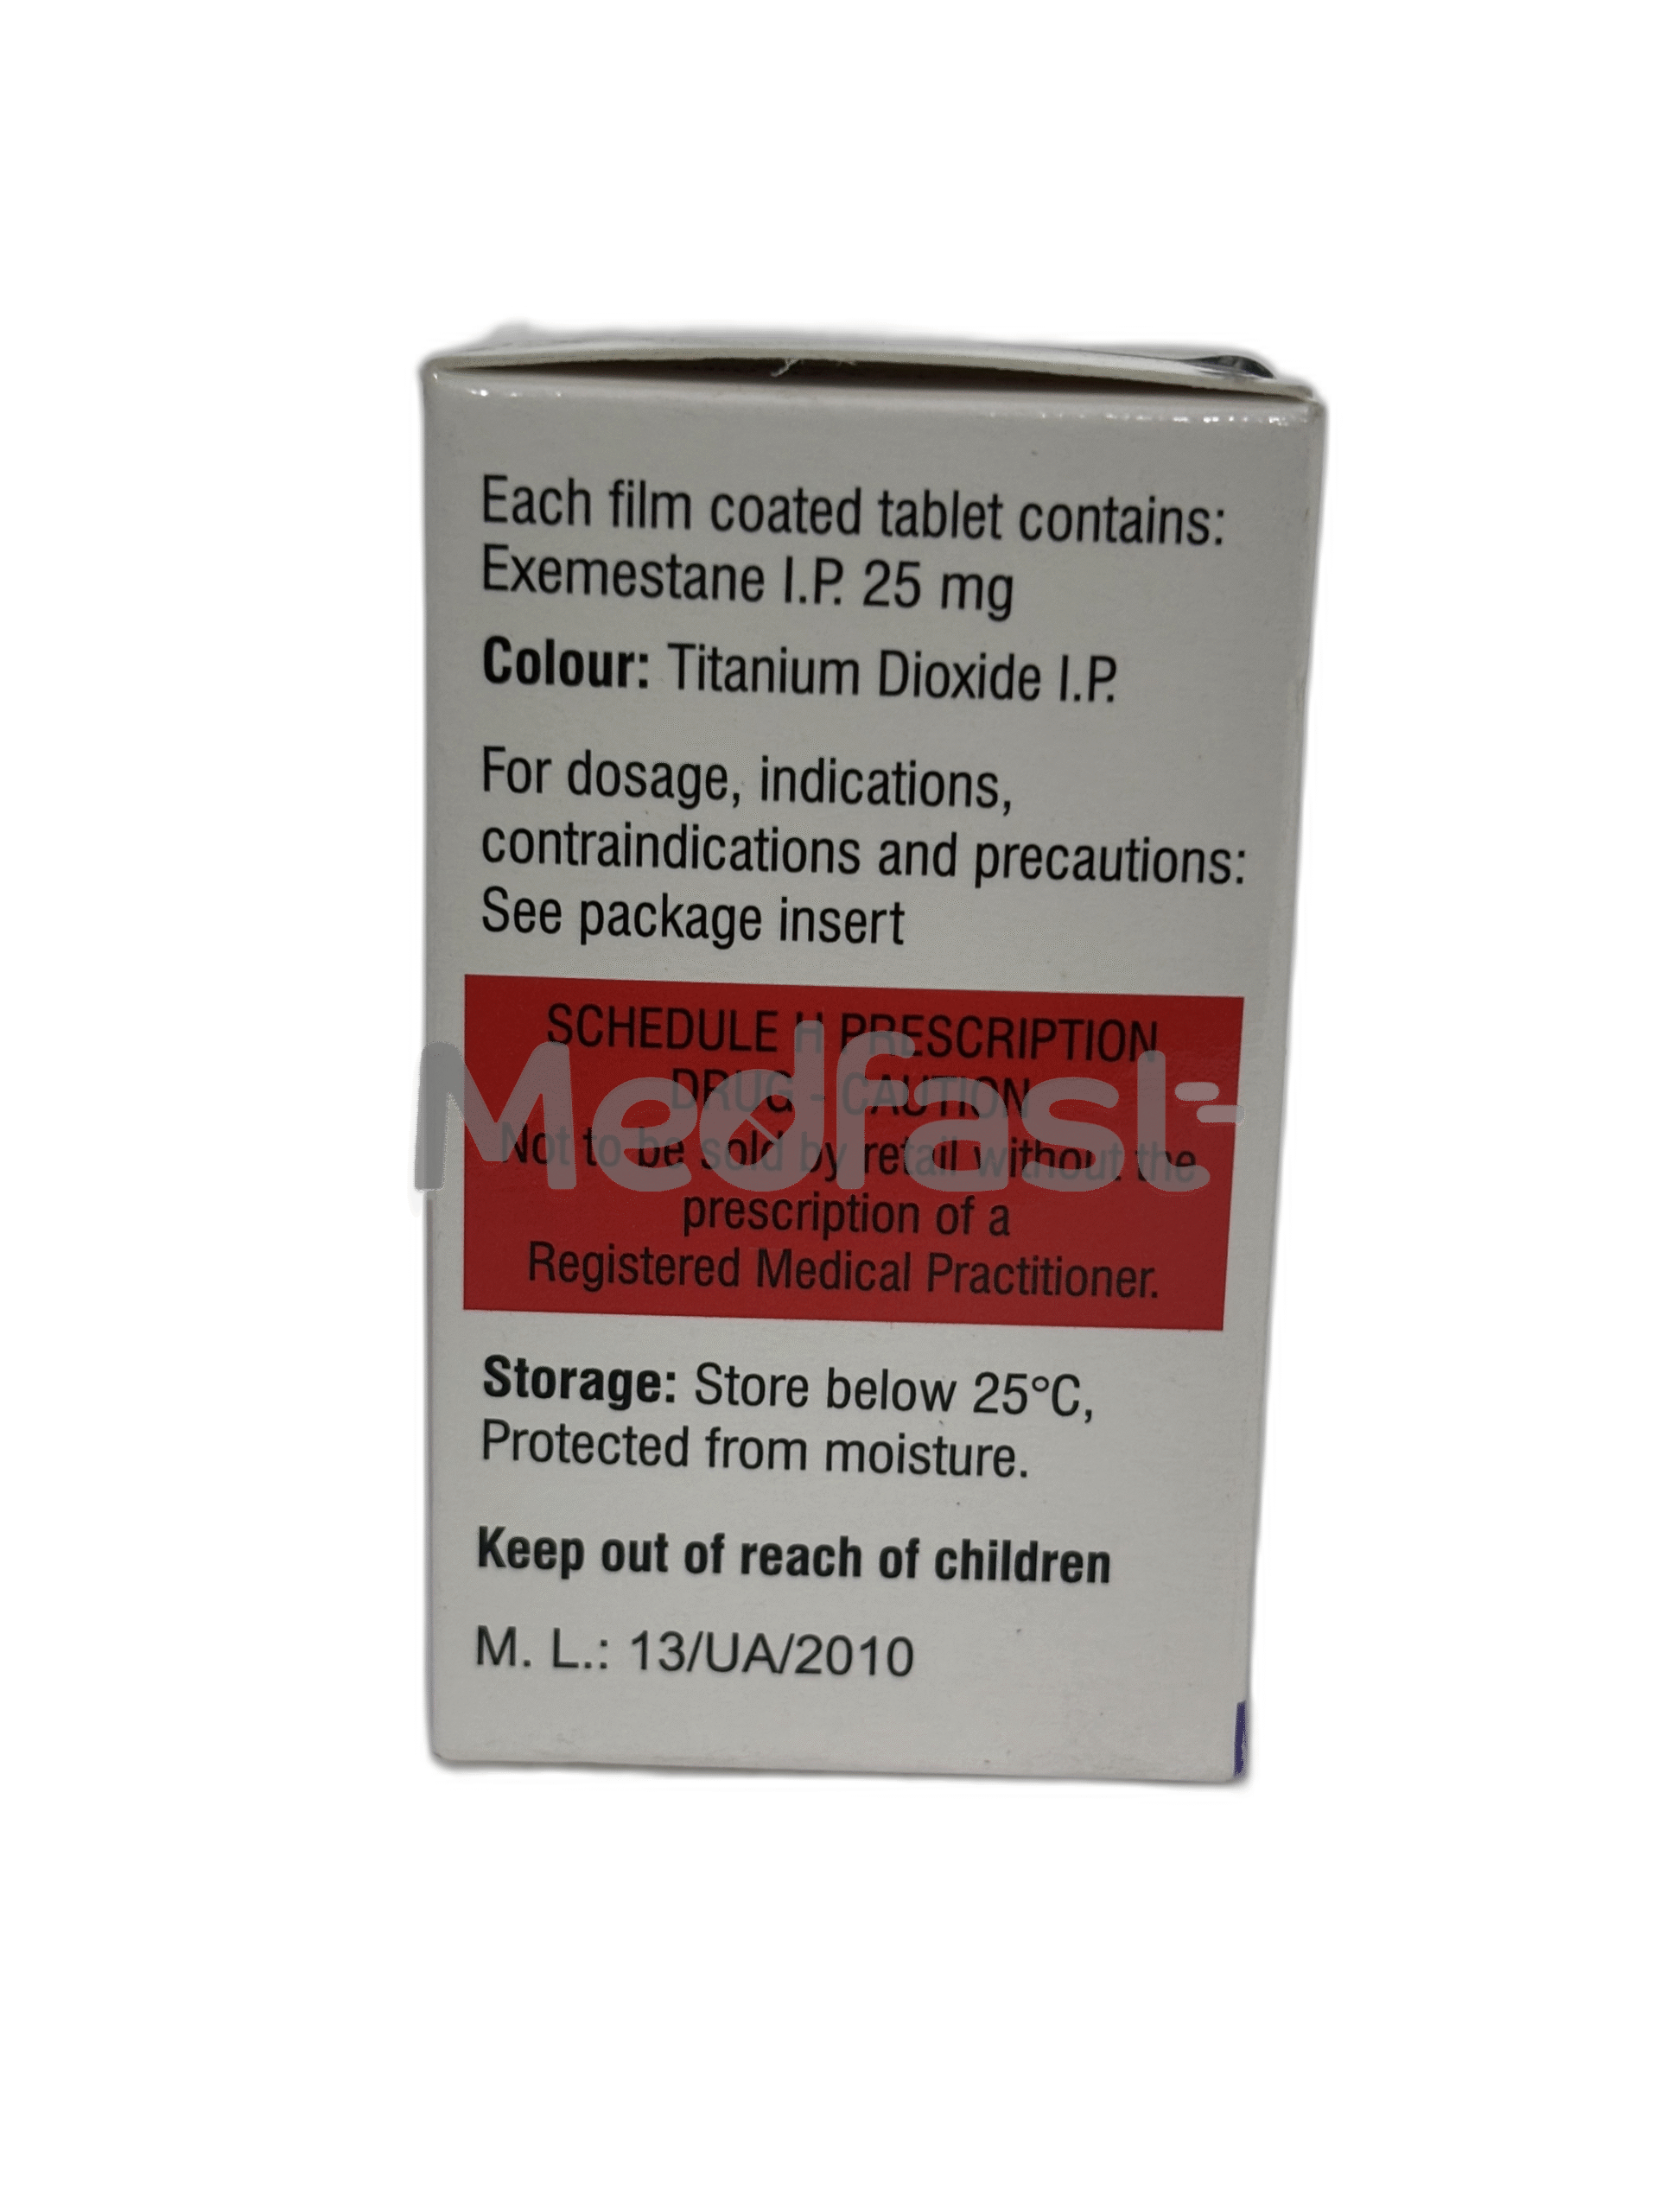 Each film coated tablet contains:
Exemestane I.P. 25 mg
Colour: Titanium Dioxide I.P.
For dosage, indications,
contraindications and precautions:
See package insert
SCHEDULE H PRESCRIPTION
DRUG - CAUTION
Not to be sold by retail without the
prescription of a
Registered Medical Practitioner.
Medfast
Storage: Store below 25°C,
Protected from moisture.
Keep out of reach of children
M. L.: 13/UA/2010